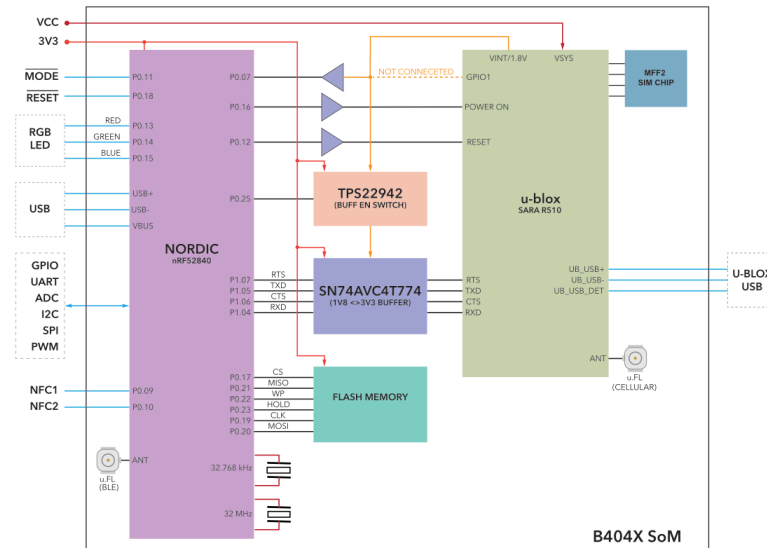 VCC
3V3
MODE
RESET
RGB
LED
RED
GREEN
BLUE
USB
USB+
USB-
VBUS
GPIO
UART
ADC
I2C
SPI
PWM
NFC1
NFC2
u.FL
(BLE)
ANT
P0.11
P0.18
P0.13
P0.14
P0.15
P0.09
P0.10
NORDIC
nRF52840
P0.07
P0.16
P0.12
P0.25
P1.07
P1.05
P1.06
P1.04
P0.17
P0.21
P0.22
P0.23
P0.19
P0.20
32.768 kHz
32 MHz
RTS
TXD
CTS
RXD
CS
MISO
WP
HOLD
CLK
MOSI
NOT CONNECETED
TPS22942
(BUFF EN SWITCH)
SN74AVC4T774
(1V8 <>3V3 BUFFER)
FLASH MEMORY
VINT/1.8V
VSYS
GPIO1
POWER ON
RESET
u-blox
SARA R510
RTS
TXD
CTS
RXD
UB_USB+
UB_USB-
UB_USB_DET
ANT
MFF2
SIM CHIP
U-BLOX
USB
u.FL
(CELLULAR)
B404X SoM